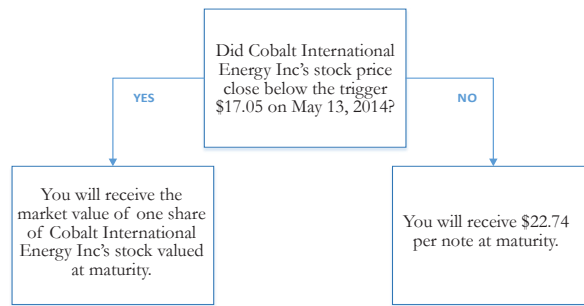 Did Cobalt International
Energy Inc's stock price
close below the trigger
$17.05 on May 13, 2014?
YES
NO
You will receive the
market value of one share
of Cobalt International
Energy Inc's stock valued
at maturity.
You will receive $22.74
per note at maturity.